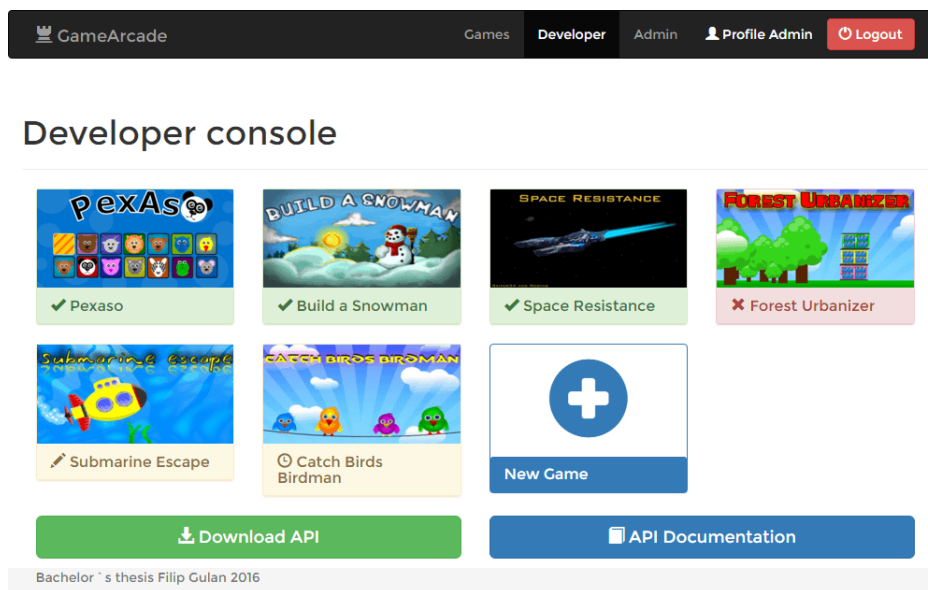 GameArcade
Games
Developer
Admin
Profile Admin
Logout
Developer console
PexAso
BUILD A SNOWMAN
SPACE RESISTANCE
FOREST URBANIZER
Pexaso
Build a Snowman
Space Resistance
Forest Urbanizer
Submarine escape
CATCH BIRDS BIRDMAN
Submarine Escape
Catch Birds
Birdman
New Game
Download API
API Documentation
Bachelor`s thesis Filip Gulan 2016